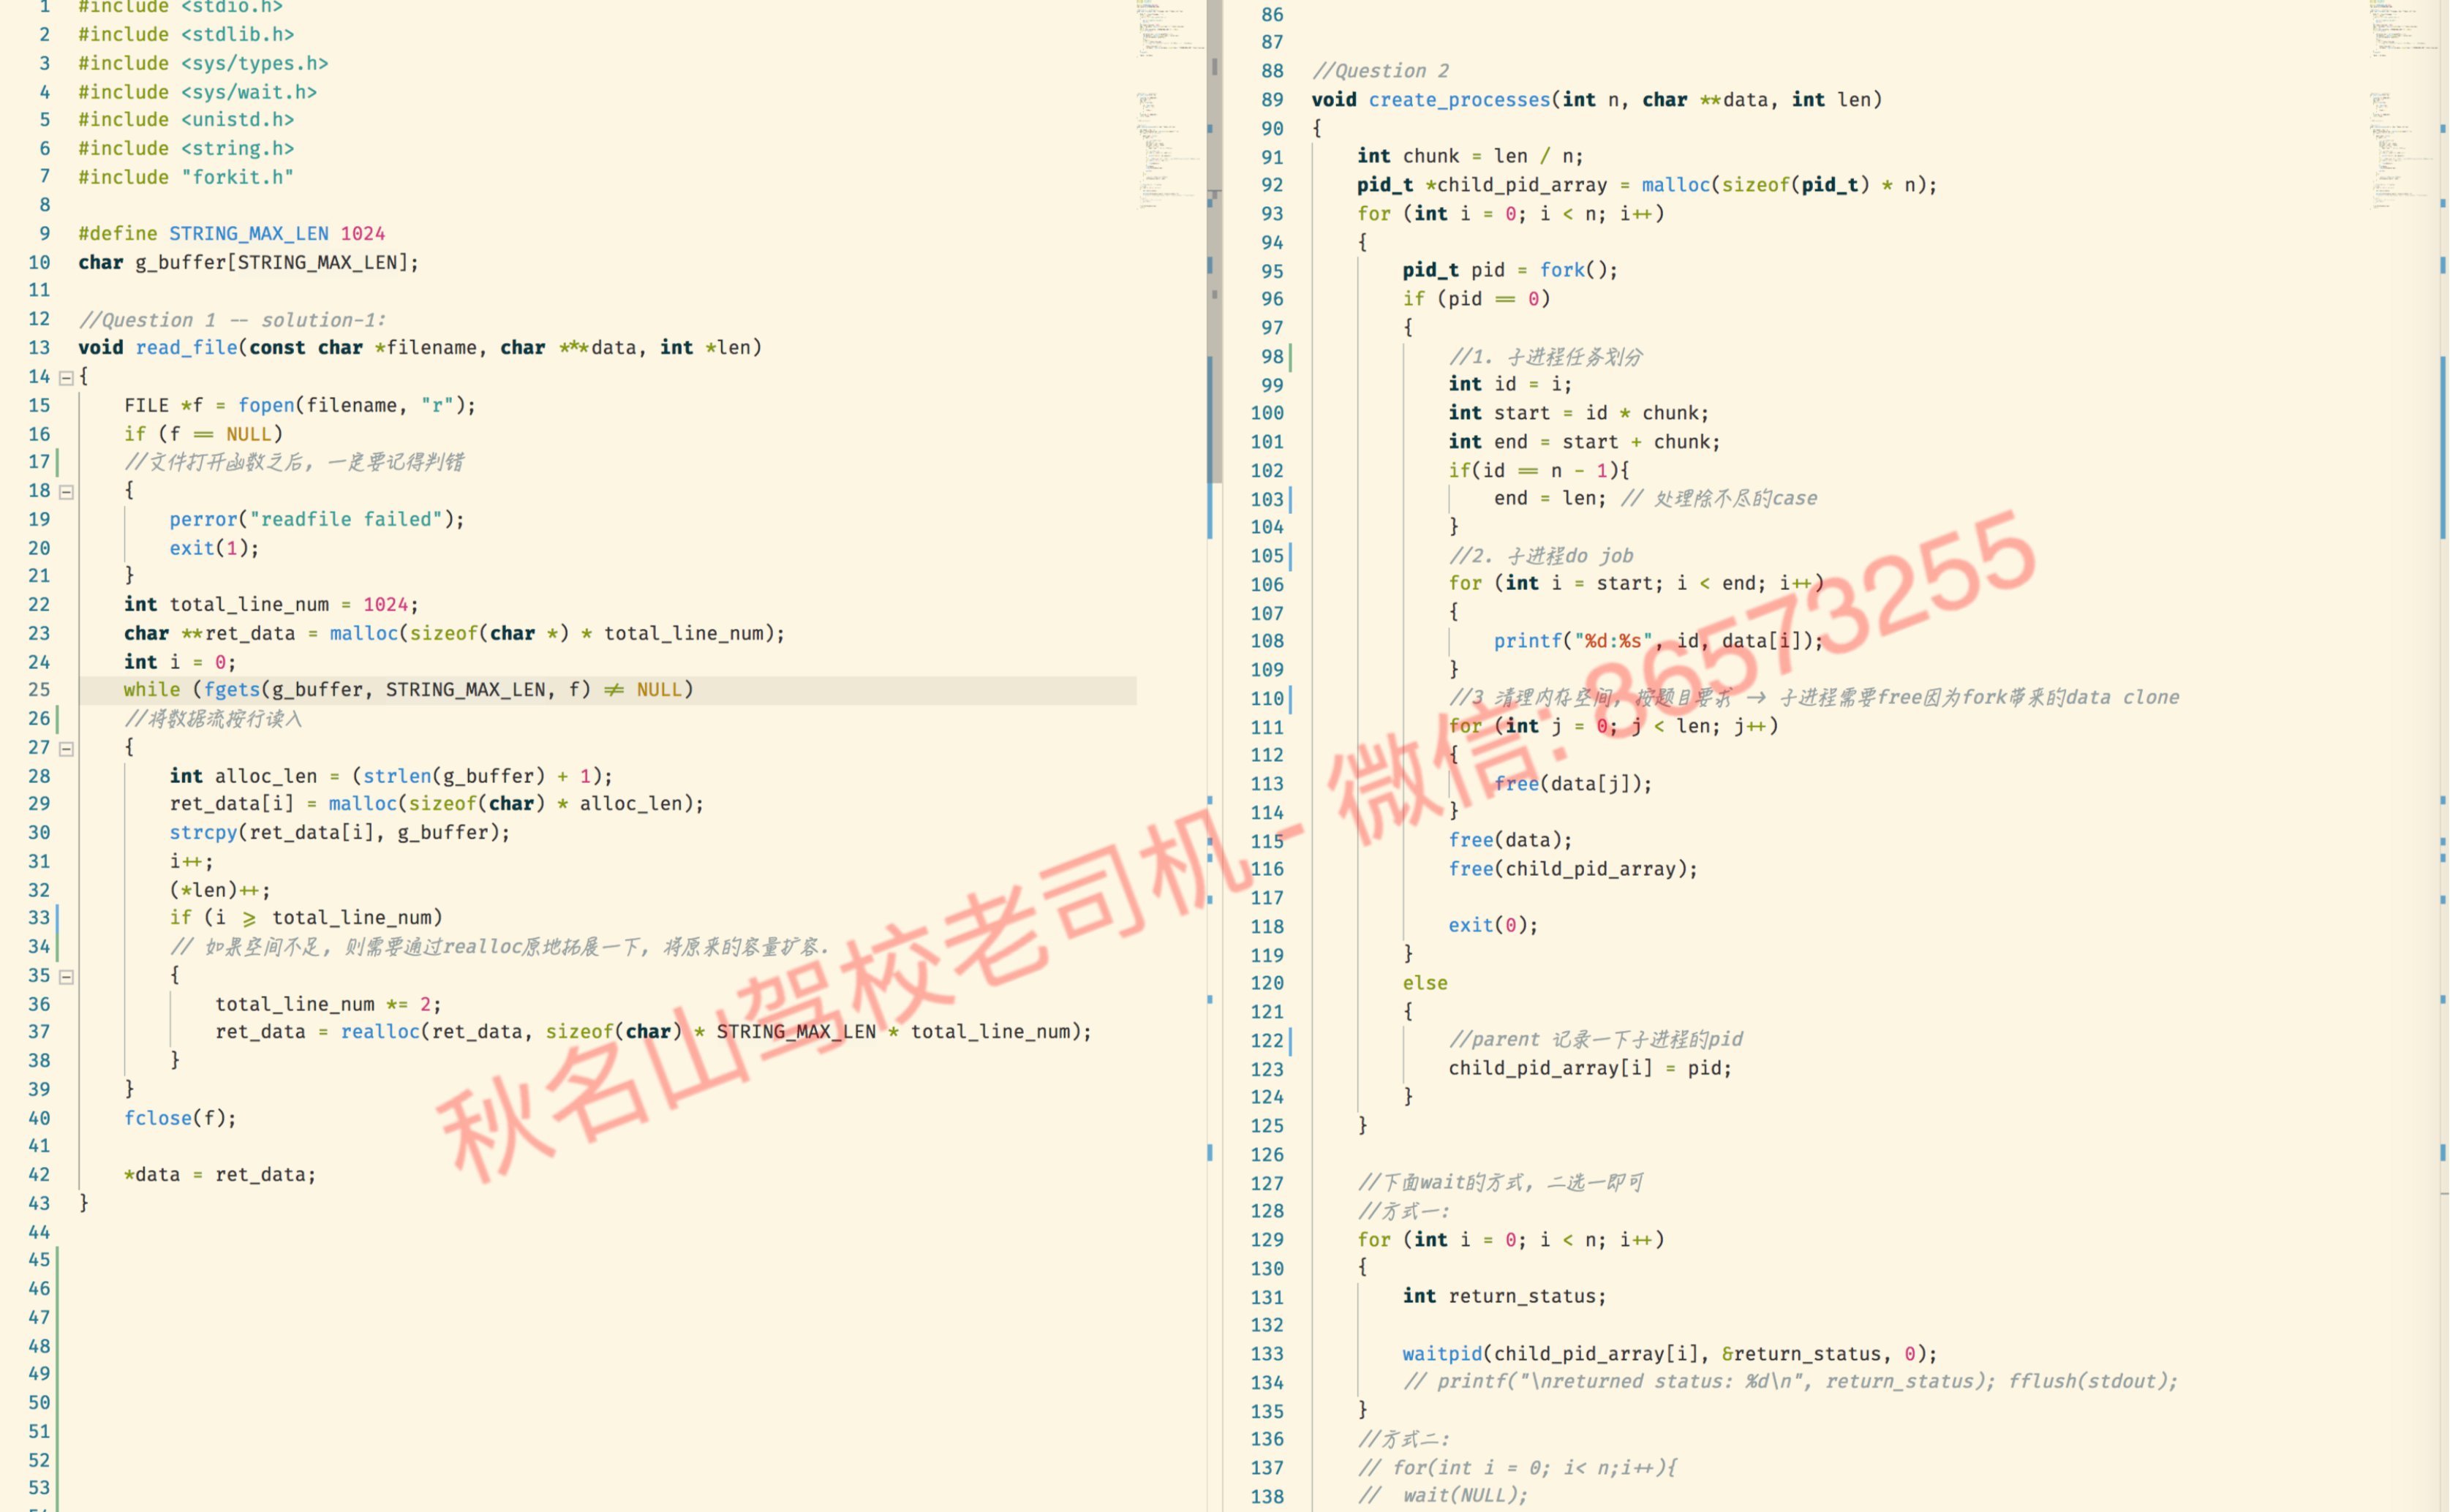 1 #include <stdio.h>
2 #include <stdlib.h>
3 #include <sys/types.h>
4 #include <sys/wait.h>
5 #include <unistd.h>
6 #include <string.h>
7 #include "forkit.h"
8
9 #define STRING_MAX_LEN 1024
10 char g_buffer[STRING_MAX_LEN];
11
12 //Question 1 -- solution-1:
13 void read_file(const char *filename, char ***data, int *len)
14 {
15 FILE *f = fopen(filename, "r");
16 if (f == NULL)
17 //文件打开函数之后, 一定要记得判错
18 {
19 perror("readfile failed");
20 exit(1);
21 }
22 int total_line_num = 1024;
23 char **ret_data = malloc(sizeof(char *) * total_line_num);
24 int i = 0;
25 while (fgets(g_buffer, STRING_MAX_LEN, f) != NULL)
26 //将数据流按行读入
27 {
28 int alloc_len = (strlen(g_buffer) + 1);
29 ret_data[i] = malloc(sizeof(char) * alloc_len);
30 strcpy(ret_data[i], g_buffer);
31 i++;
32 (*len)++;
33 if (i >= total_line_num)
34 // 如果空间不足, 则需要通过realloc原地拓展一下, 将原来的容量扩容.
35 {
36 total_line_num *= 2;
37 ret_data = realloc(ret_data, sizeof(char) * STRING_MAX_LEN * total_line_num);
38 }
39 }
40 fclose(f);
41
42 *data = ret_data;
43 }
44
45
46
47
48
49
50
51
52
53
86
87
88 //Question 2
89 void create_processes(int n, char **data, int len)
90 {
91 int chunk = len / n;
92 pid_t *child_pid_array = malloc(sizeof(pid_t) * n);
93 for (int i = 0; i < n; i++)
94 {
95 pid_t pid = fork();
96 if (pid == 0)
97 {
98 //1. 子进程任务划分
99 int id = i;
100 int start = id * chunk;
101 int end = start + chunk;
102 if(id == n - 1){
103 end = len; // 处理除不尽的case
104 }
105 //2. 子进程do job
106 for (int i = start; i < end; i++)
107 {
108 printf("%d:%s", id, data[i]);
109 }
110 //3 清理内存空间, 按题目要求 -> 子进程需要free因为fork带来的data clone
111 for (int j = 0; j < len; j++)
112 {
113 free(data[j]);
114 }
115 free(data);
116 free(child_pid_array);
117
118 exit(0);
119 }
120 else
121 {
122 //parent 记录一下子进程的pid
123 child_pid_array[i] = pid;
124 }
125 }
126
127 //下面wait的方式, 二选一即可
128 //方式一:
129 for (int i = 0; i < n; i++)
130 {
131 int return_status;
132
133 waitpid(child_pid_array[i], &return_status, 0);
134 // printf("\nreturned status: %d\n", return_status); fflush(stdout);
135 }
136 //方式二:
137 // for(int i = 0; i< n;i++){
138 // wait(NULL);
秋名山驾校老司机 - 微信: 86573255